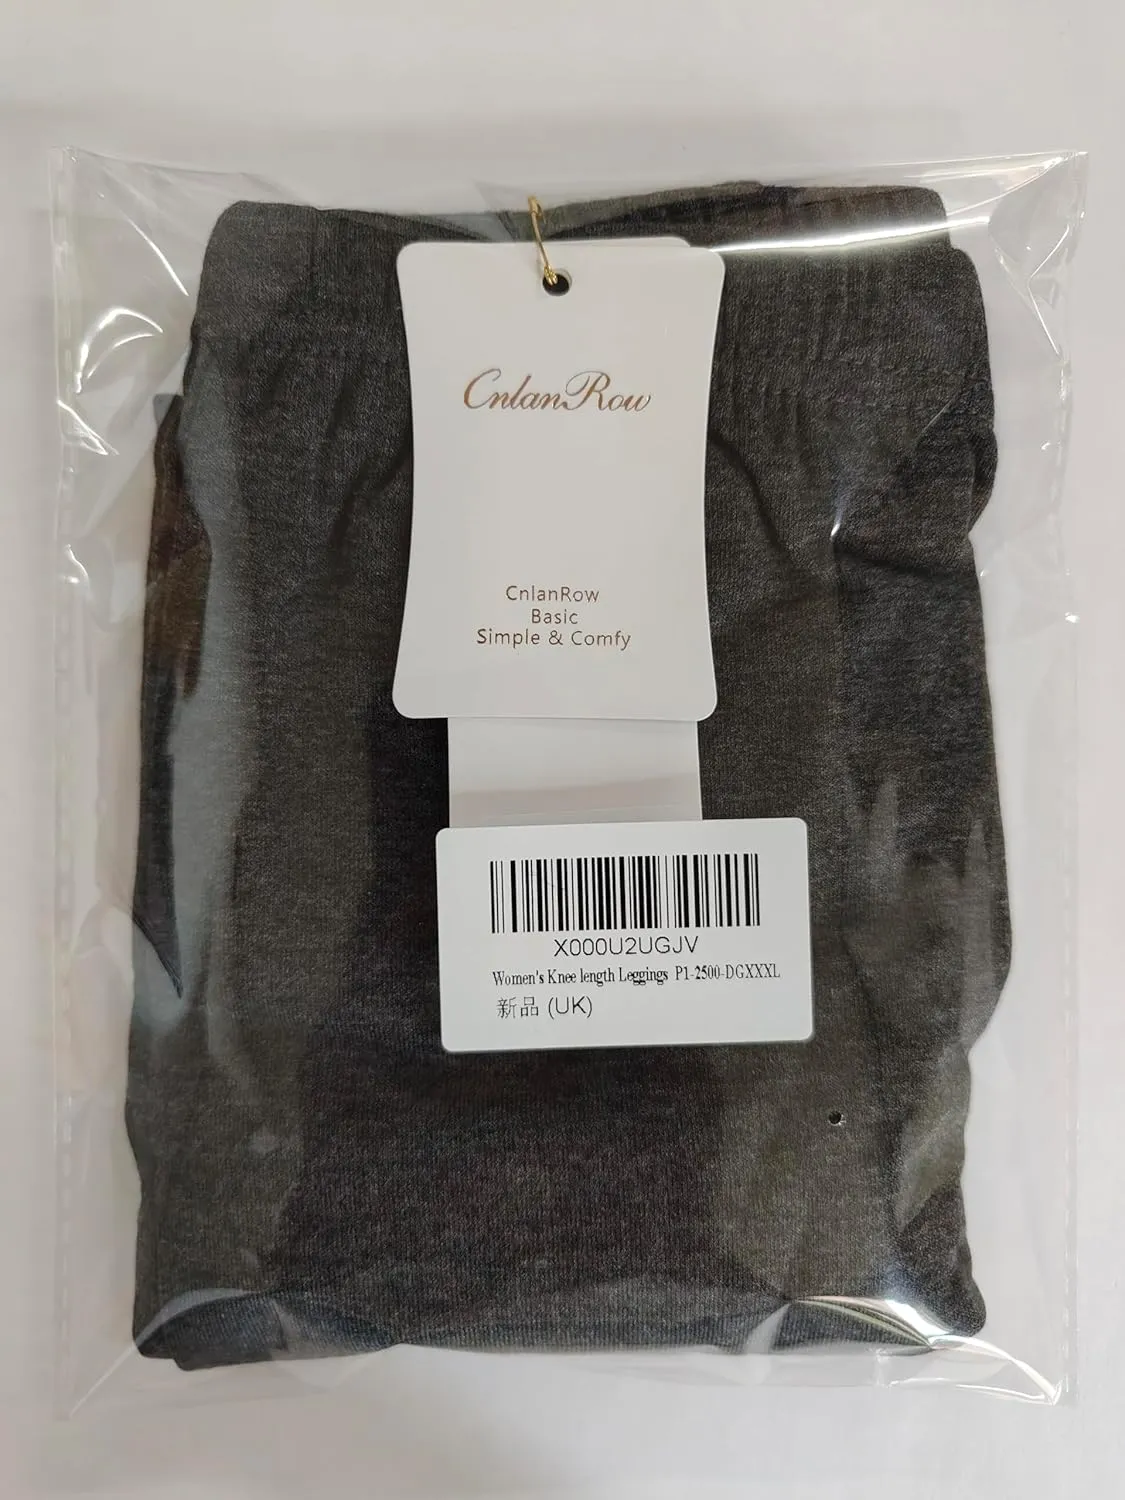 CnlanRow
CnlanRow
Basic
Simple & Comfy
X000U2UGJV
Women's Knee length Leggings P1-2500-DGXXXL
新品 (UK)